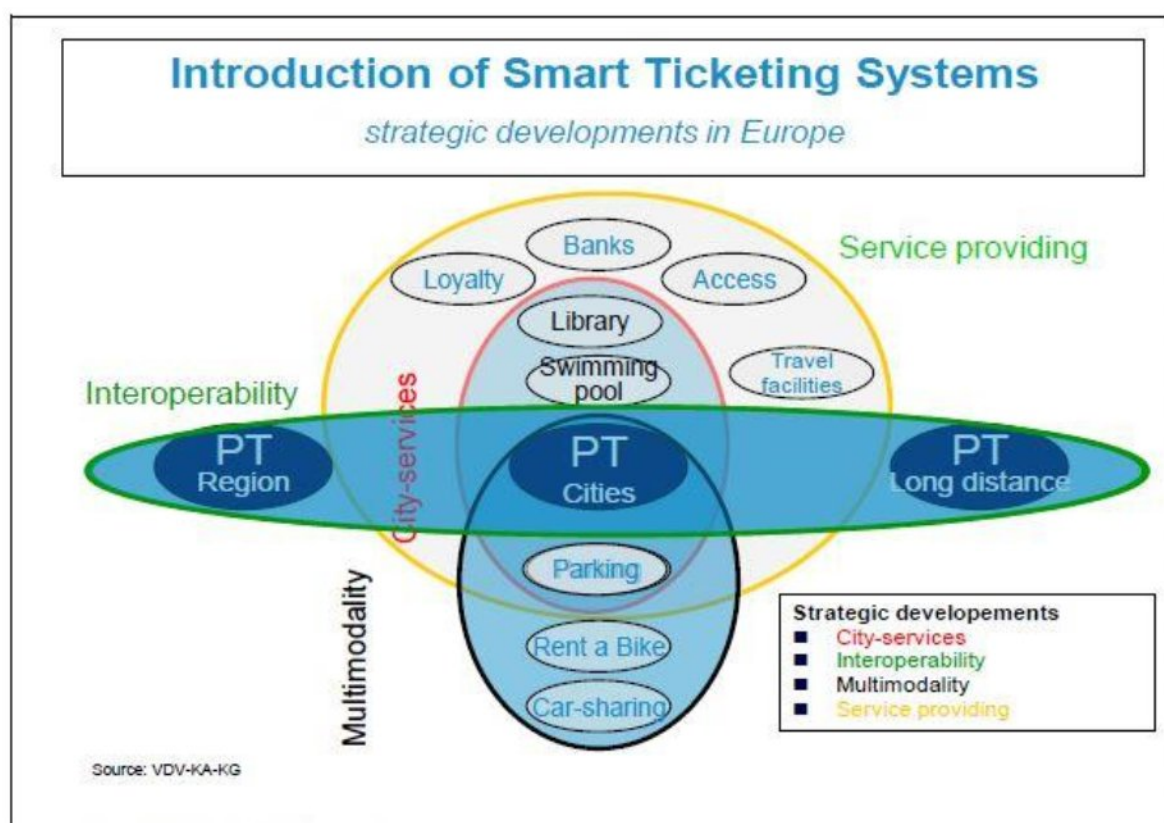 Introduction of Smart Ticketing Systems
strategic developments in Europe
Banks
Service providing
Loyalty
Access
Library
Swimming
pool
Travel
facilities
Interoperability
City-services
PT
Region
PT
Cities
PT
Long distance
Multimodality
Parking
Rent a Bike
Car-sharing
Strategic developements
City-services
Interoperability
Multimodality
Service providing
Source: VDV-KA-KG